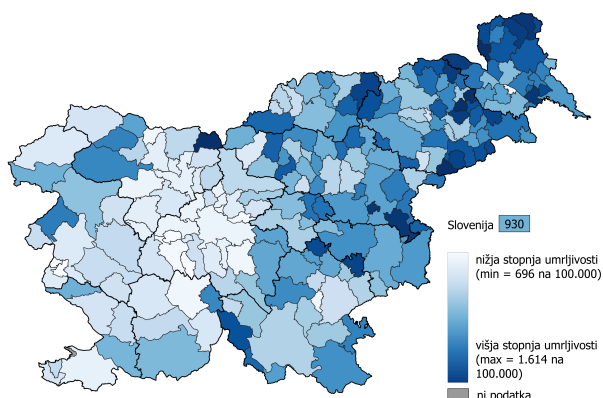 Slovenija 930
nižja stopnja umrljivosti
(min = 696 na 100.000)
višja stopnja umrljivosti
(max = 1.614 na
100.000)
ni podatka